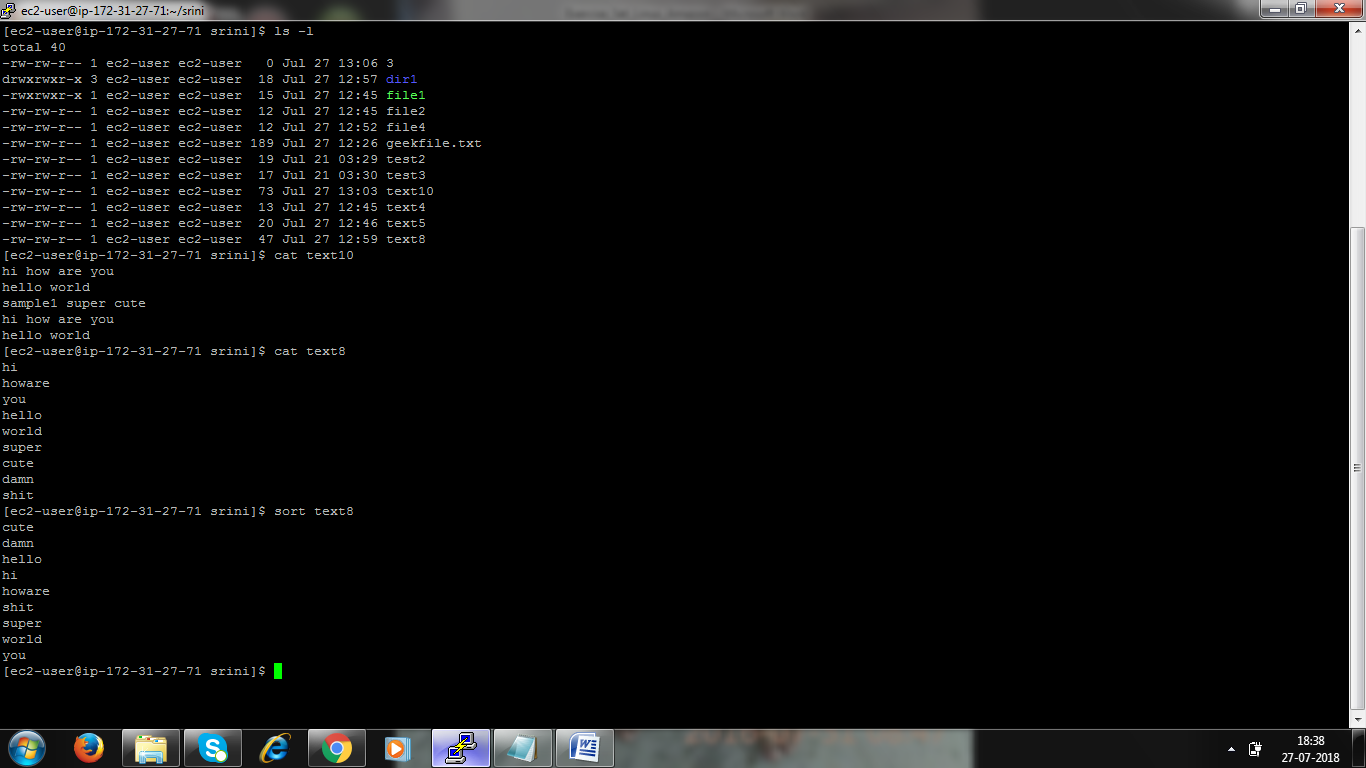 ec2-user@ip-172-31-27-71:~/srini
[ec2-user@ip-172-31-27-71 srini]$ ls -l
total 40
-rw-rw-r-- 1 ec2-user ec2-user   0 Jul 27 13:06 3
drwxrwxr-x 3 ec2-user ec2-user  18 Jul 27 12:57 dir1
-rwxrwxr-x 1 ec2-user ec2-user  15 Jul 27 12:45 file1
-rw-rw-r-- 1 ec2-user ec2-user  12 Jul 27 12:45 file2
-rw-rw-r-- 1 ec2-user ec2-user  12 Jul 27 12:52 file4
-rw-rw-r-- 1 ec2-user ec2-user 189 Jul 27 12:26 geekfile.txt
-rw-rw-r-- 1 ec2-user ec2-user  19 Jul 21 03:29 test2
-rw-rw-r-- 1 ec2-user ec2-user  17 Jul 21 03:30 test3
-rw-rw-r-- 1 ec2-user ec2-user  73 Jul 27 13:03 text10
-rw-rw-r-- 1 ec2-user ec2-user  13 Jul 27 12:45 text4
-rw-rw-r-- 1 ec2-user ec2-user  20 Jul 27 12:46 text5
-rw-rw-r-- 1 ec2-user ec2-user  47 Jul 27 12:59 text8
[ec2-user@ip-172-31-27-71 srini]$ cat text10
hi how are you
hello world
sample1 super cute
hi how are you
hello world
[ec2-user@ip-172-31-27-71 srini]$ cat text8
hi
howare
you
hello
world
super
cute
damn
shit
[ec2-user@ip-172-31-27-71 srini]$ sort text8
cute
damn
hello
hi
howare
shit
super
world
you
[ec2-user@ip-172-31-27-71 srini]$
18:38
27-07-2018